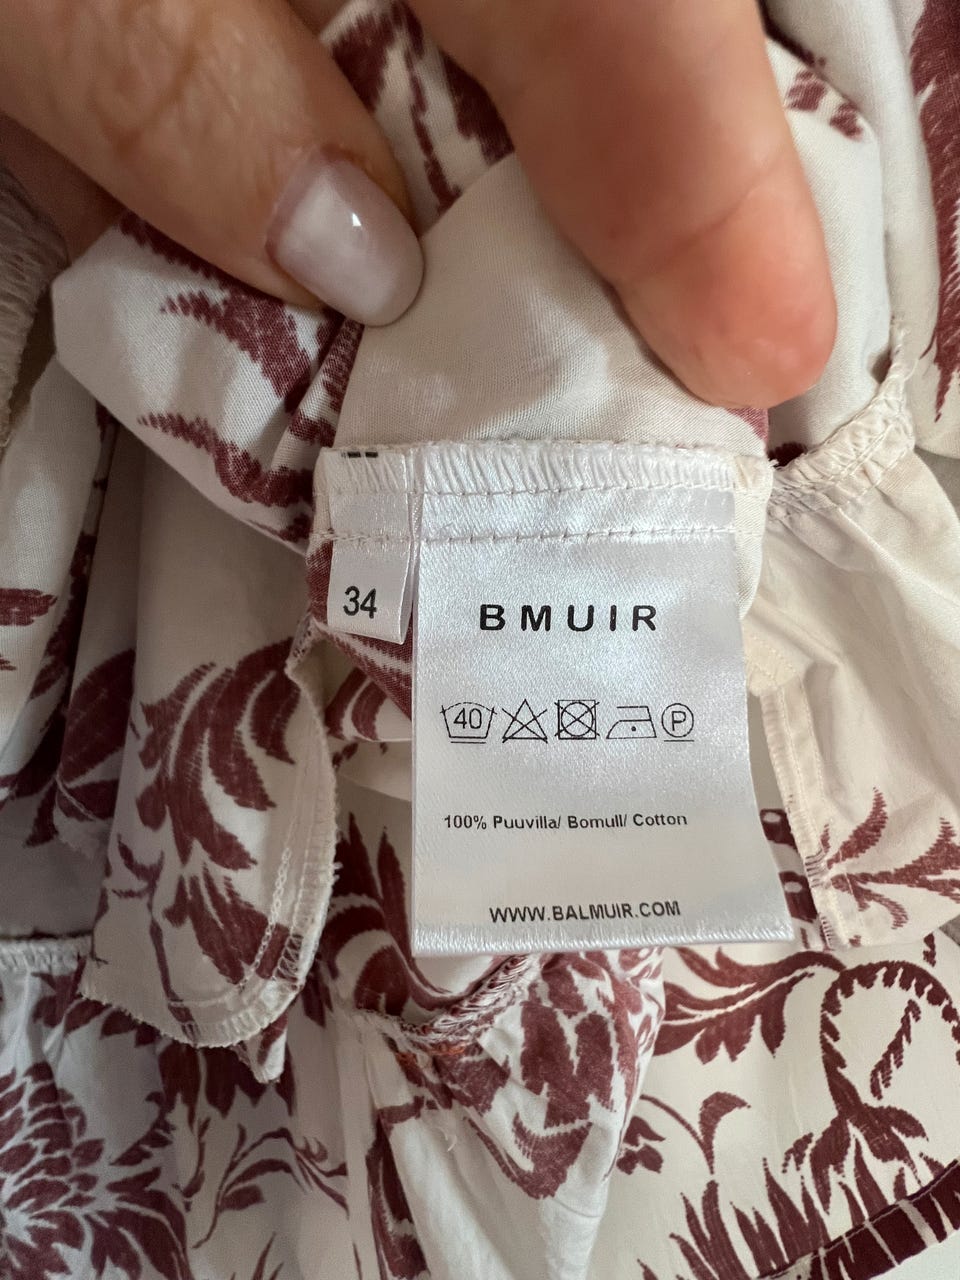 34
BMUIR
40
P
100% Puuvilla/ Bomull/ Cotton
WWW.BALMUIR.COM